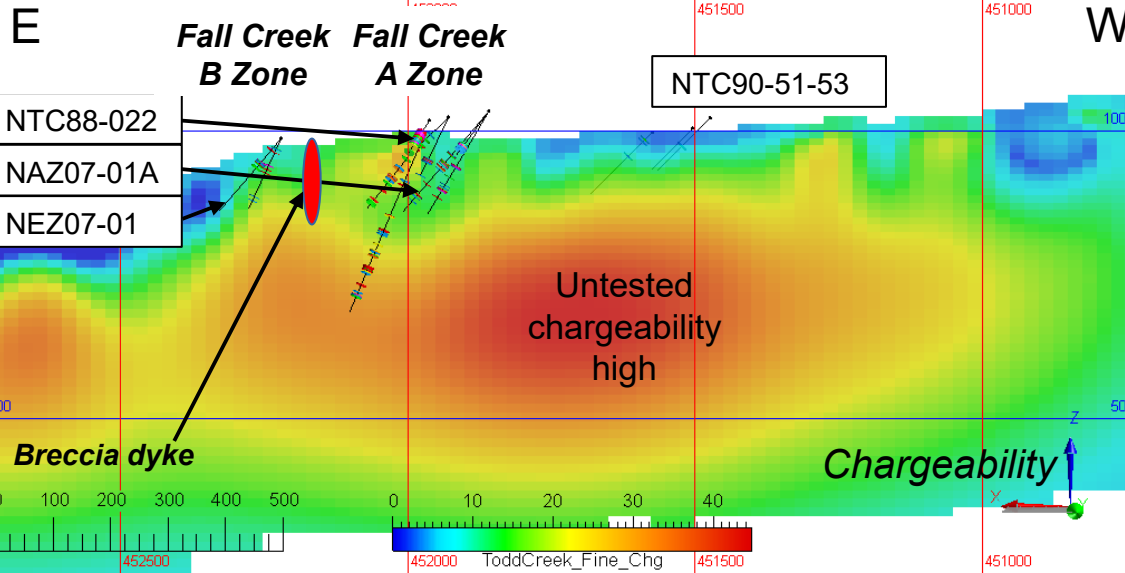 E
W
451500
451000
Fall Creek
B Zone
Fall Creek
A Zone
NTC90-51-53
NTC88-022
NAZ07-01A
NEZ07-01
Untested
chargeability
high
Breccia dyke
Chargeability
Z
X
Y
100 200 300 400 500
0 10 20 30 40
ToddCreek_Fine_Chg
452500
452000
451500
451000